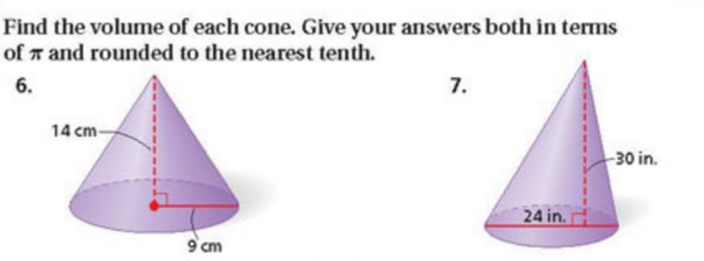 Find the volume of each cone. Give your answers both in terms
of π and rounded to the nearest tenth.
6.
14 cm
9 cm
7.
30 in.
24 in.